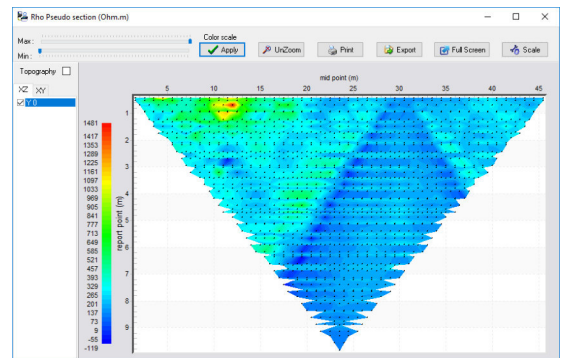 Rho Pseudo section (Ohm.m)
Color scale
Max:
Min:
Apply
UnZoom
Print
Export
Full Screen
Scale
Topography
XZ XY
Y 0
mid point (m)
5 10 15 20 25 30 35 40 45
report point (m)
1
2
3
4
5
6
7
8
9
1481
1417
1353
1289
1225
1161
1097
1033
969
905
841
777
713
649
585
521
457
393
329
265
201
137
73
9
-55
-119